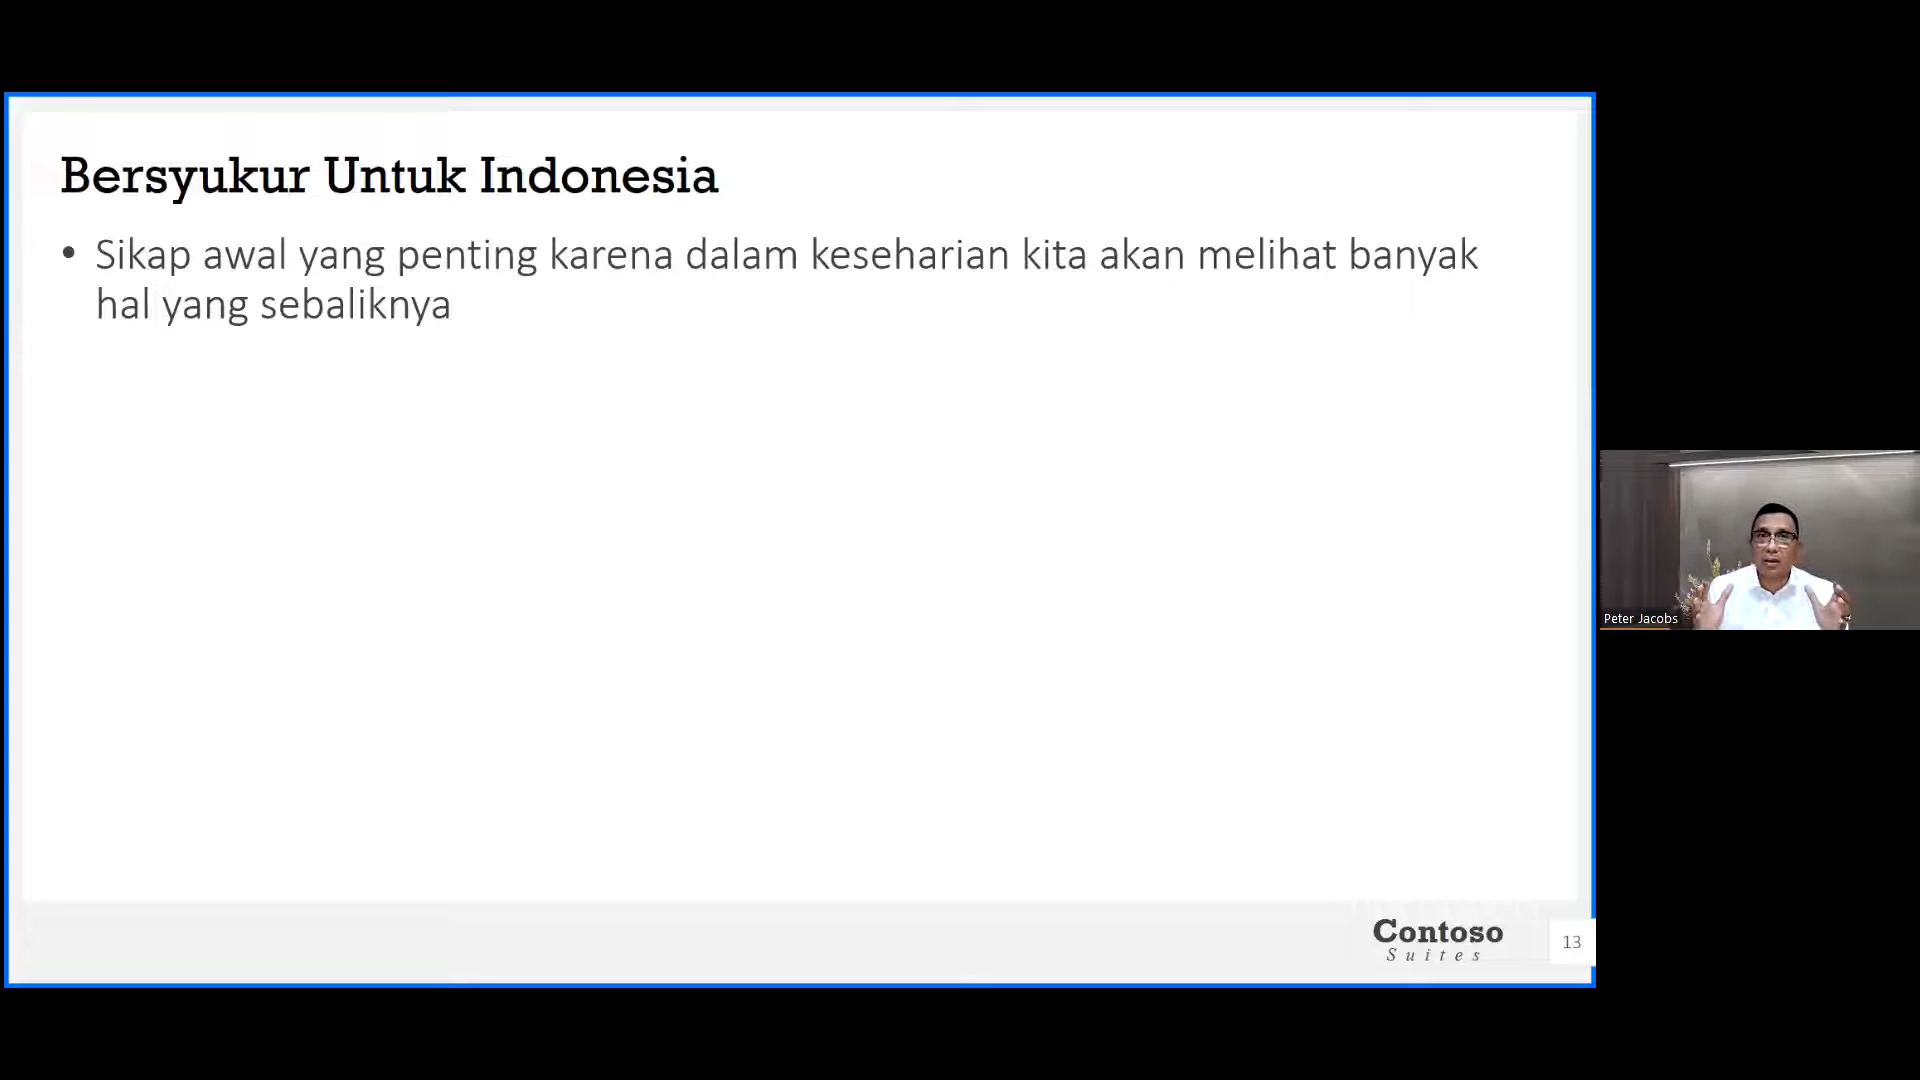 Bersyukur Untuk Indonesia
• Sikap awal yang penting karena dalam keseharian kita akan melihat banyak
hal yang sebaliknya
Peter Jacobs
Contoso
Suites
13